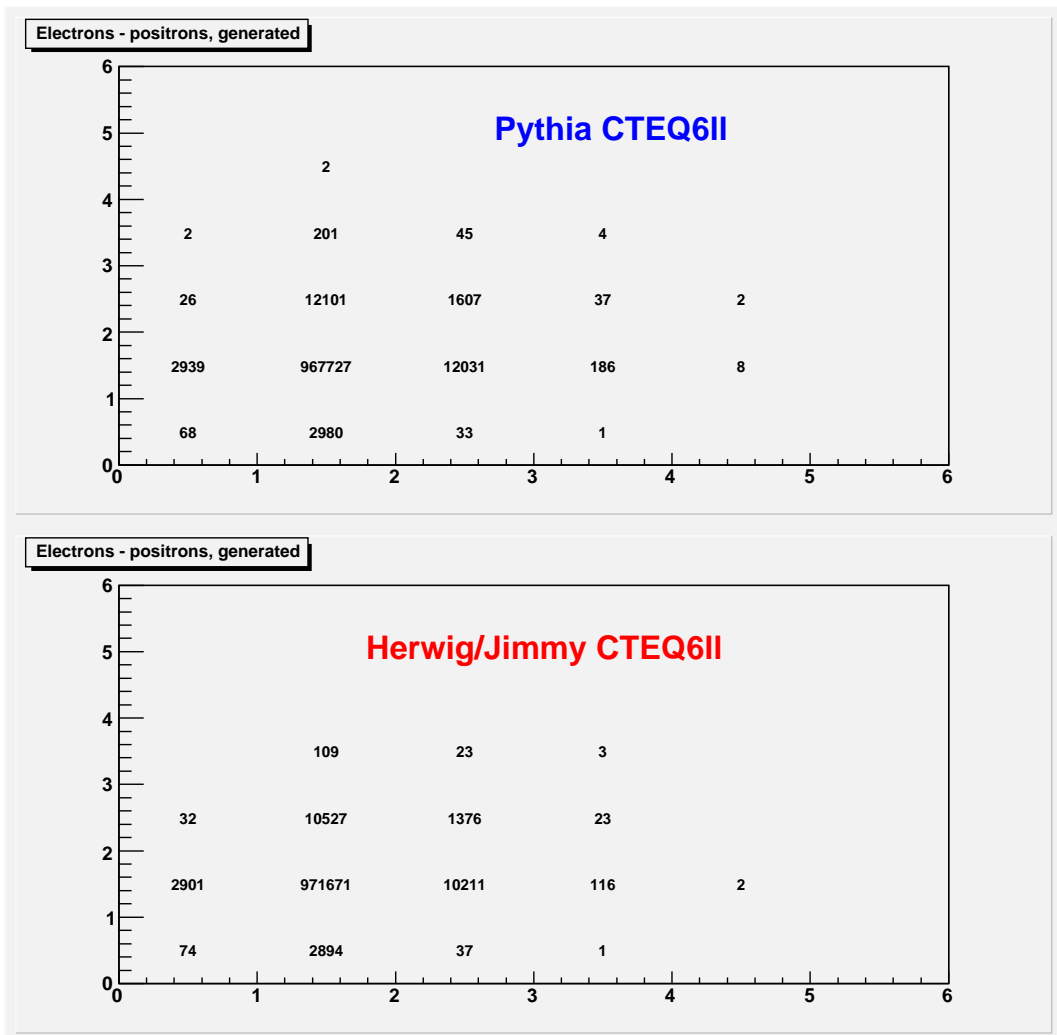 Electrons - positrons, generated
6
Pythia CTEQ6ll
5
2
4
2 201 45 4
3
26 12101 1607 37 2
2
2939 967727 12031 186 8
1
68 2980 33 1
0
0 1 2 3 4 5 6
Electrons - positrons, generated
6
Herwig/Jimmy CTEQ6ll
5
4
109 23 3
3
32 10527 1376 23
2
2901 971671 10211 116 2
1
74 2894 37 1
0
0 1 2 3 4 5 6